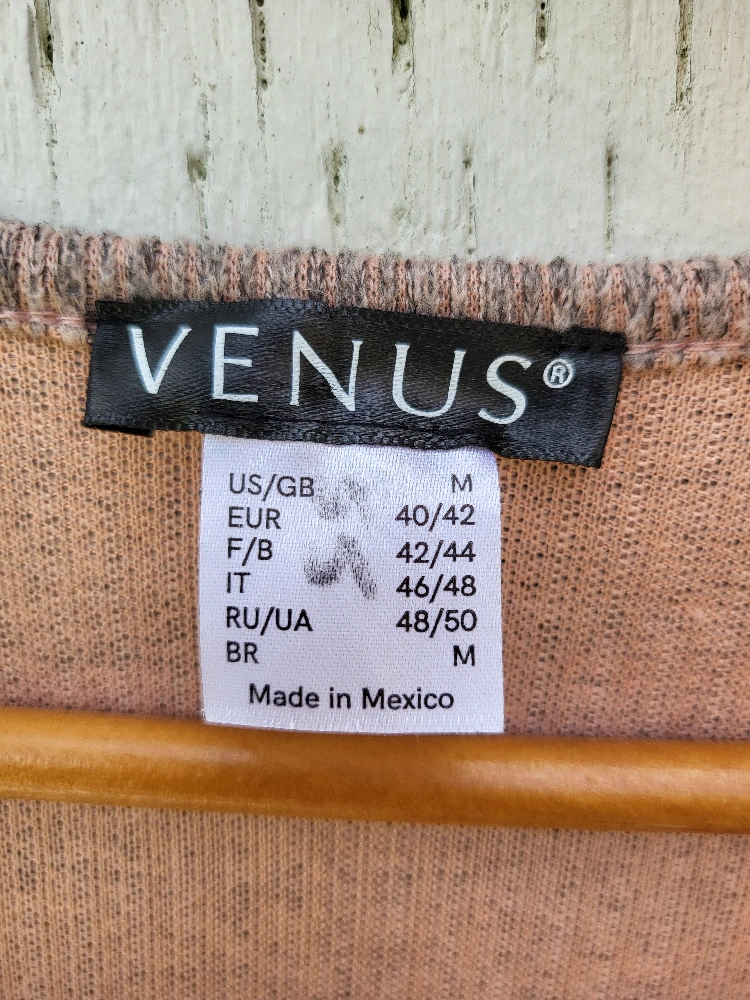 VENUS®
US/GB M
EUR 40/42
F/B 42/44
IT 46/48
RU/UA 48/50
BR M
Made in Mexico